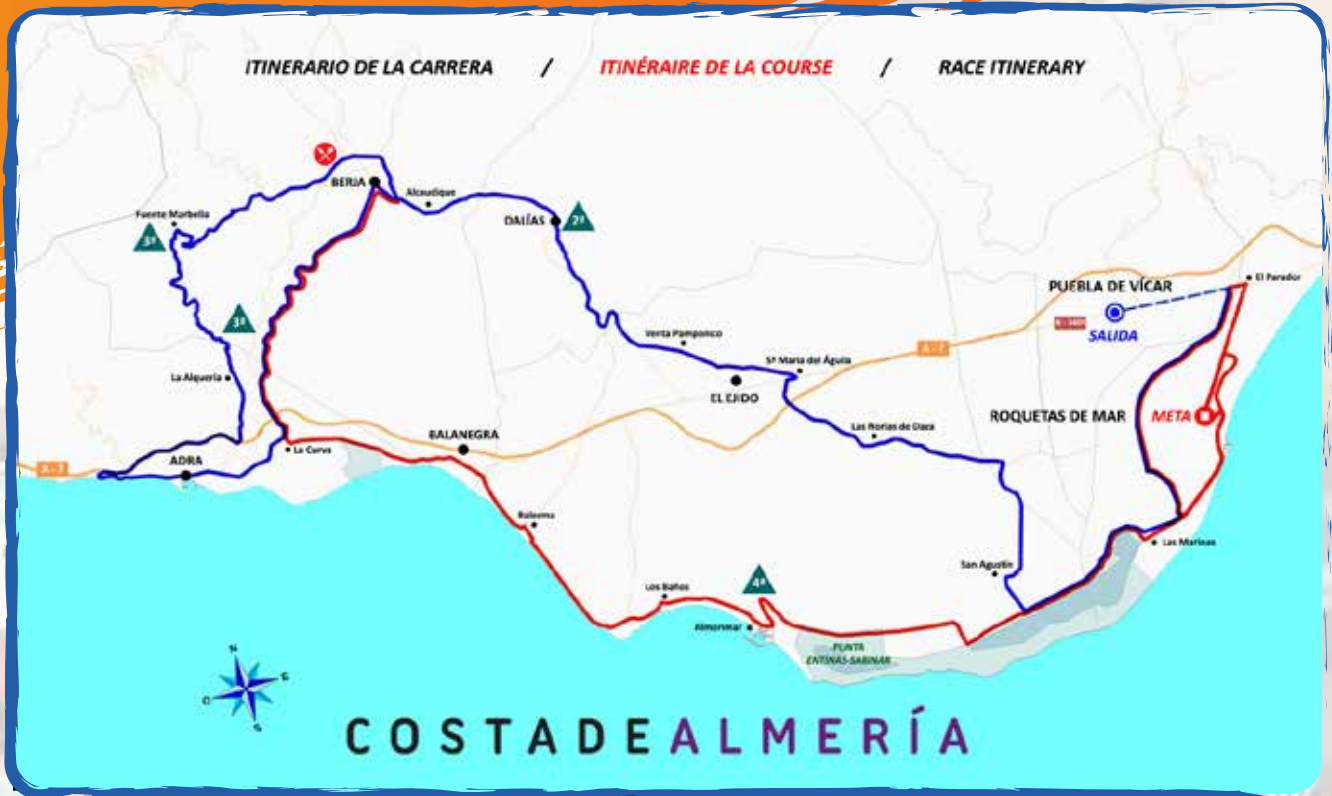 ITINERARIO DE LA CARRERA / ITINÉRAIRE DE LA COURSE / RACE ITINERARY
BERJA
Alcaudique
Fuente Marbella
3ª
DALÍAS
2ª
El Parador
PUEBLA DE VÍCAR
SALIDA
3ª
Venta Pamponco
A-7
Sª Maria del Águila
La Alquería
EL EJIDO
ROQUETAS DE MAR
META
Las Norias de Daza
BALANEGRA
La Curva
ADRA
A-7
Balerma
Las Marinas
San Agustín
4ª
Los Baños
Almerimar
PUNTA
ENTINAS-SABINAR
N
E
O
S
COSTADEALMERÍA